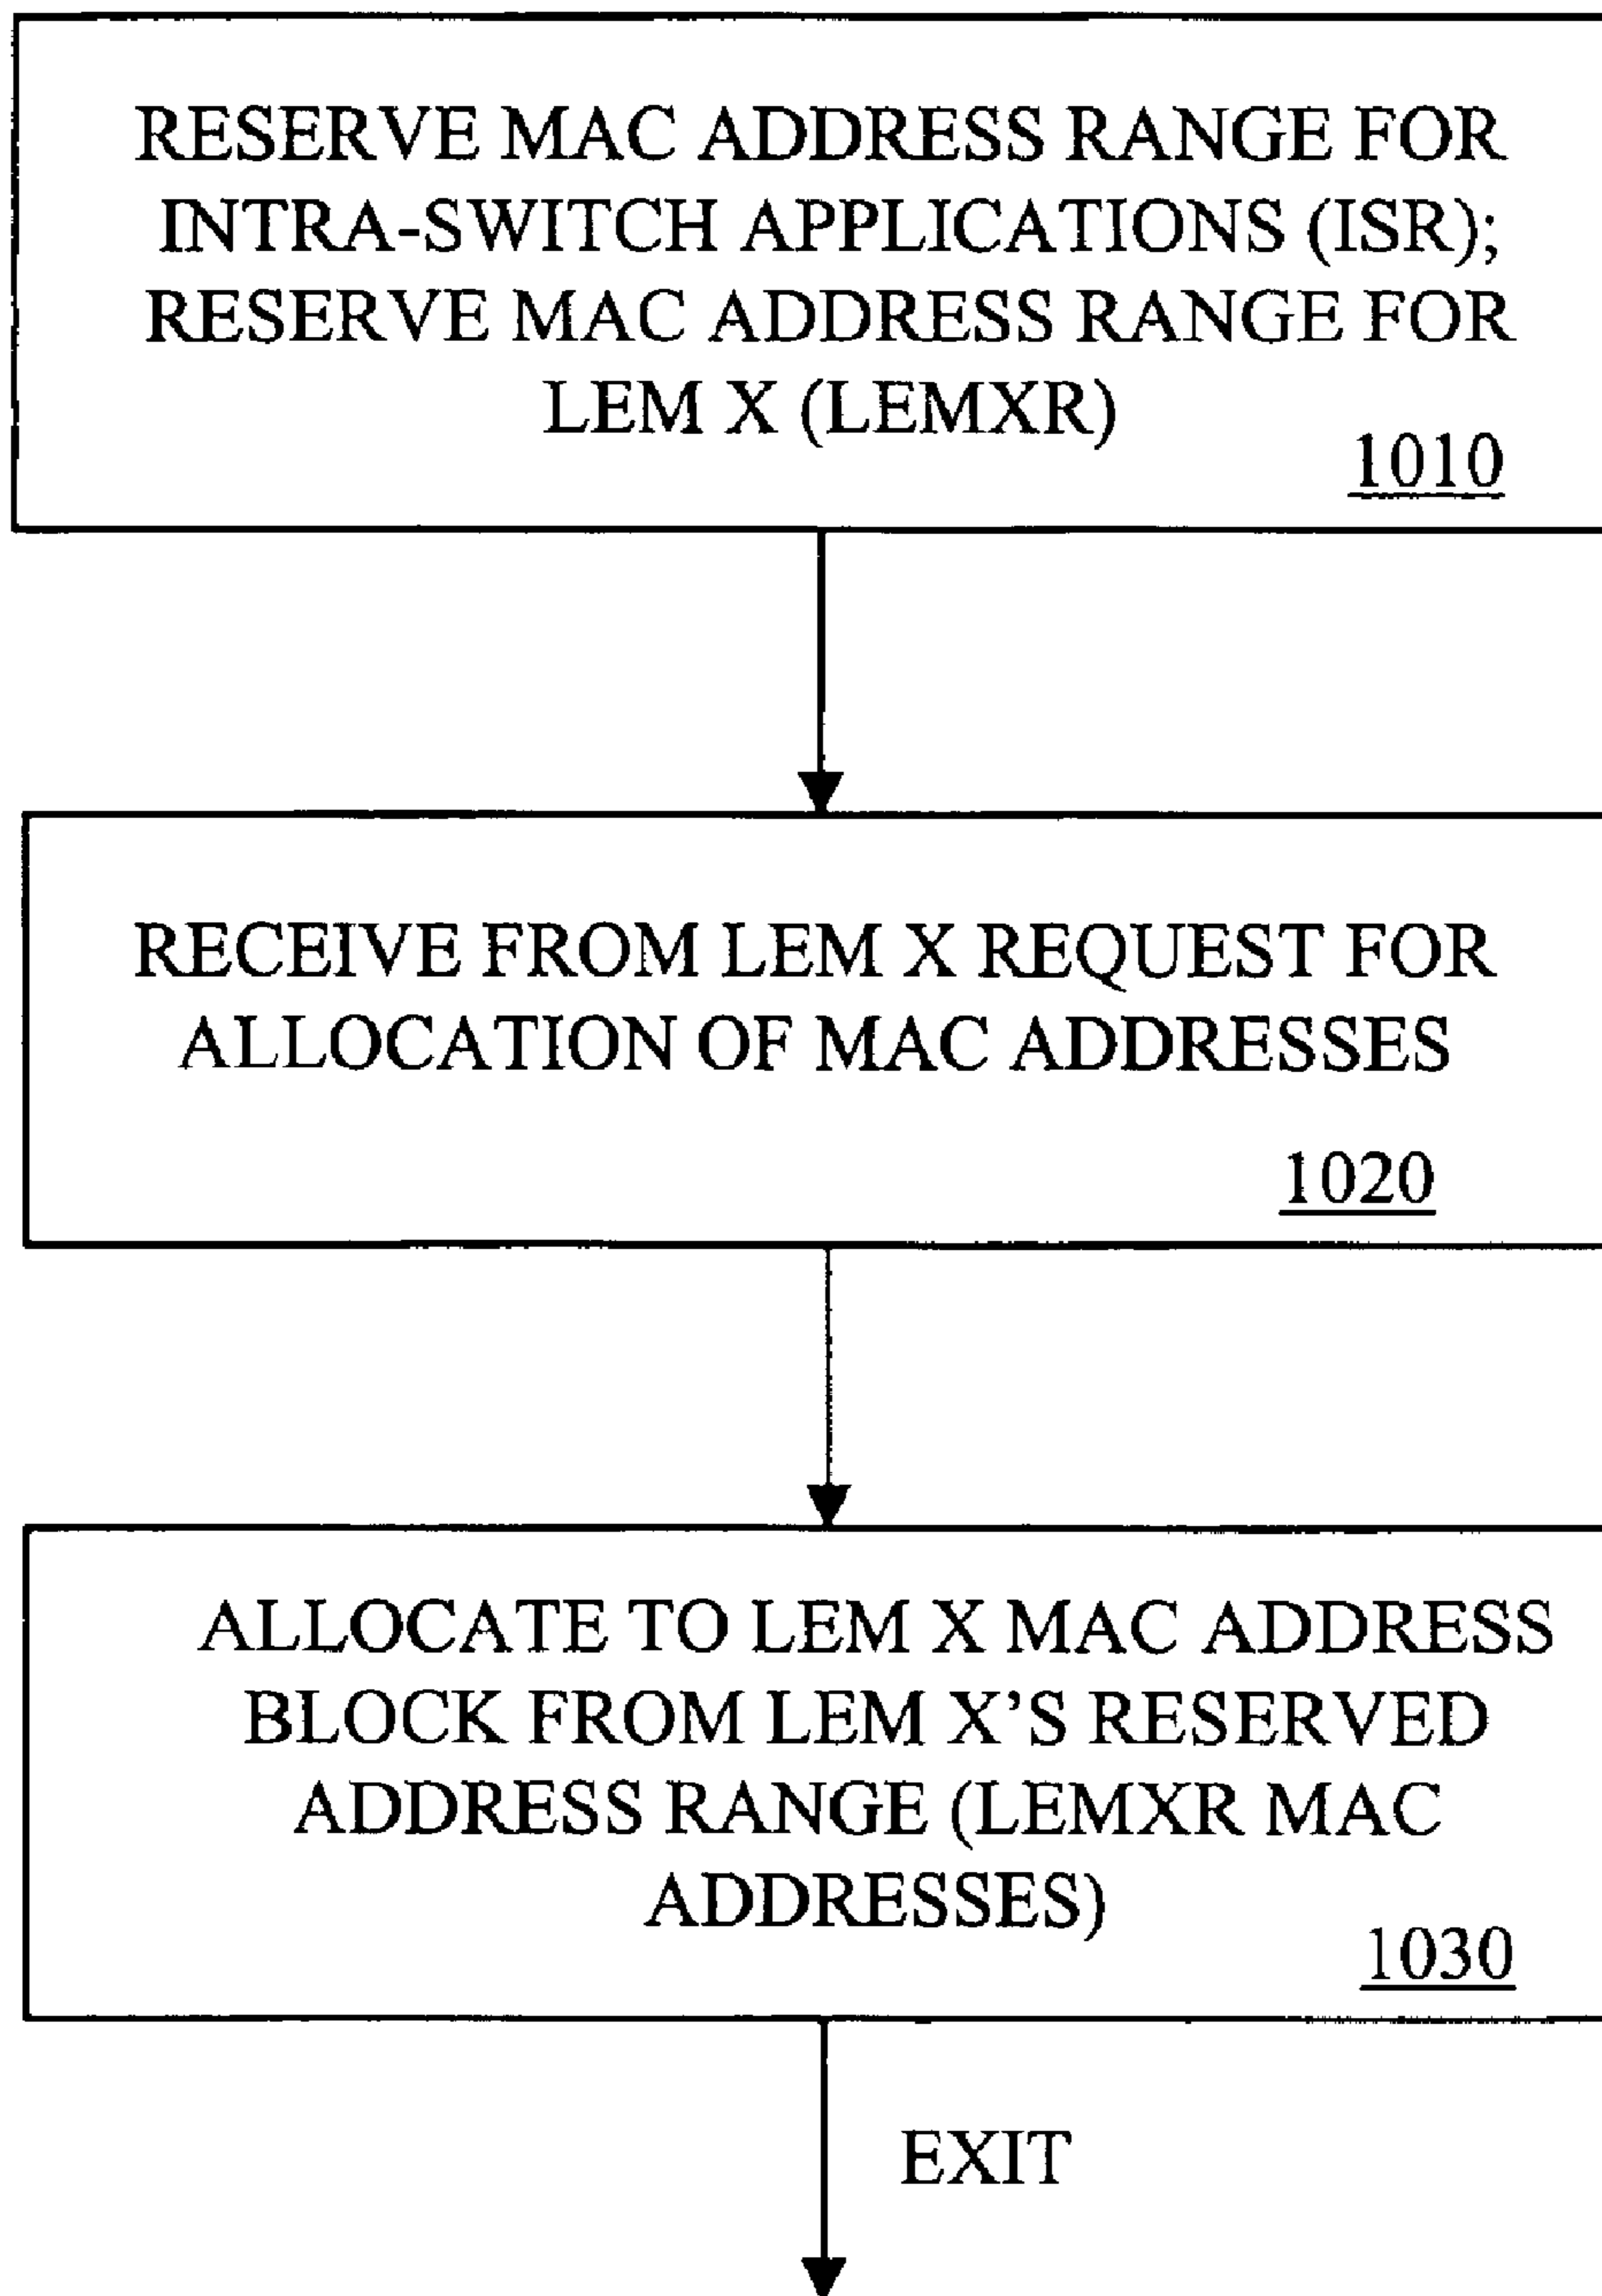 RESERVE MAC ADDRESS RANGE FOR
INTRA-SWITCH APPLICATIONS (ISR);
RESERVE MAC ADDRESS RANGE FOR
LEM X (LEMXR)
1010
RECEIVE FROM LEM X REQUEST FOR
ALLOCATION OF MAC ADDRESSES
1020
ALLOCATE TO LEM X MAC ADDRESS
BLOCK FROM LEM X'S RESERVED
ADDRESS RANGE (LEMXR MAC
ADDRESSES)
1030
EXIT